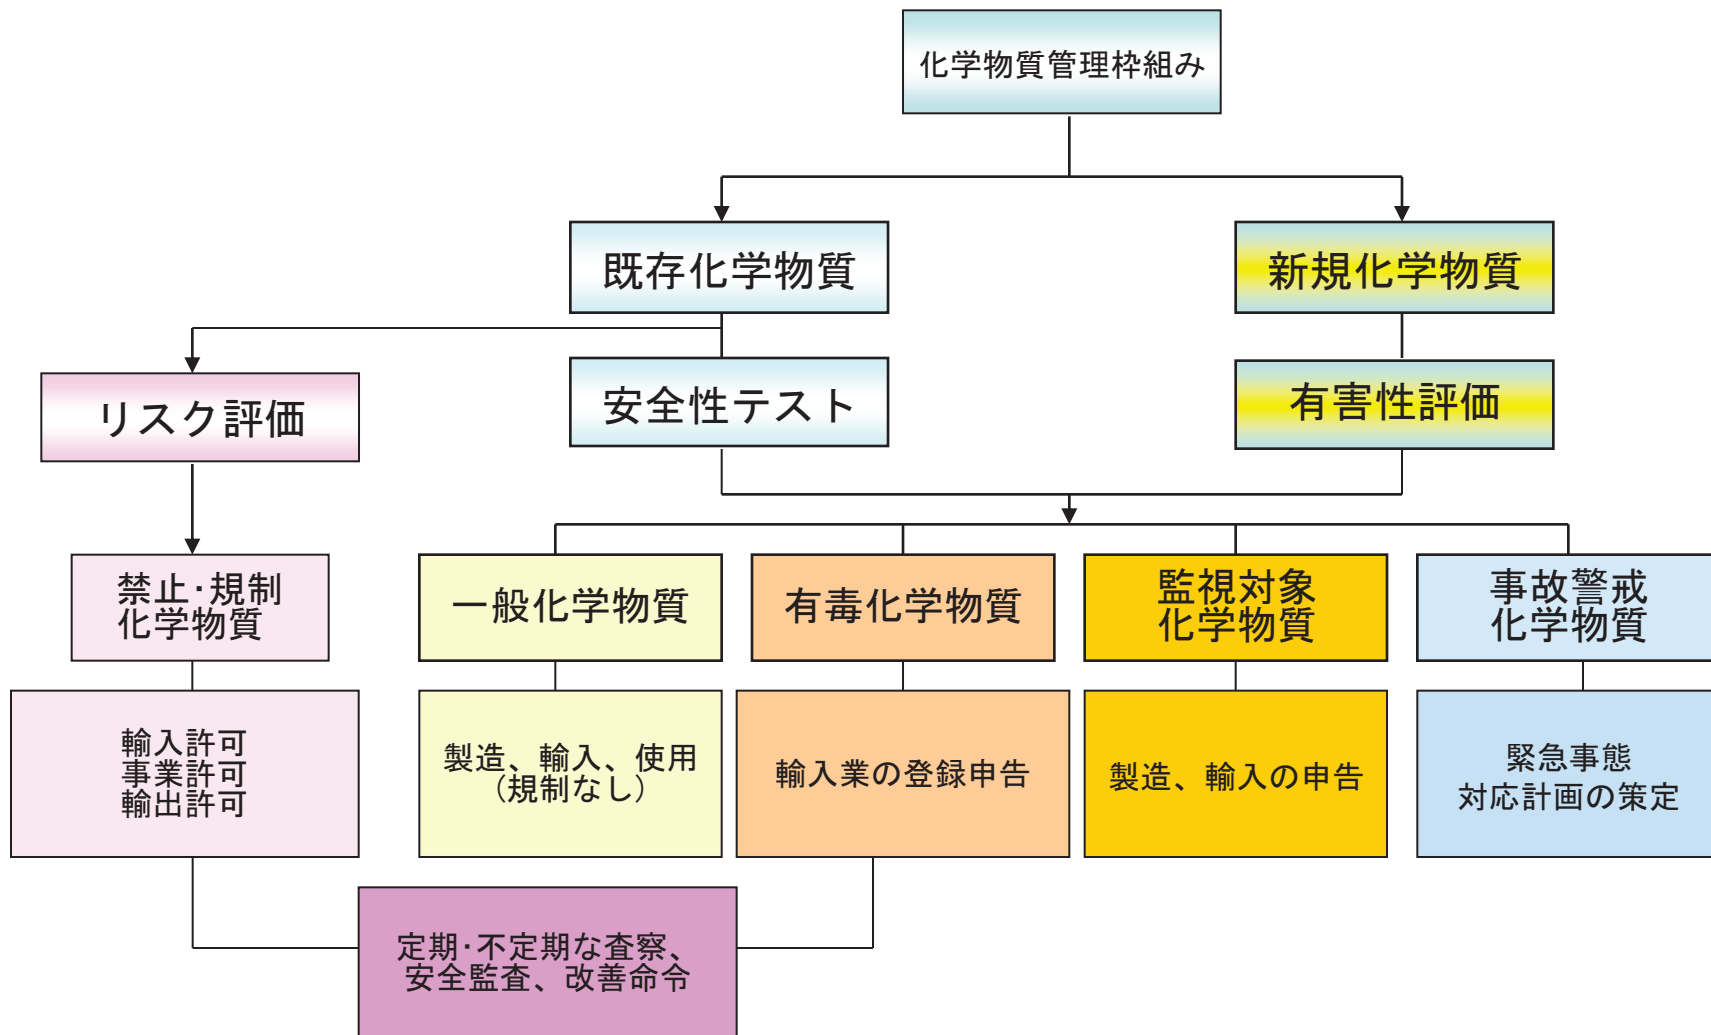 化学物質管理枠組み
既存化学物質
新規化学物質
リスク評価
安全性テスト
有害性評価
禁止･規制
化学物質
一般化学物質
有毒化学物質
監視対象
化学物質
事故警戒
化学物質
輸入許可
事業許可
輸出許可
製造、輸入、使用
（規制なし）
輸入業の登録申告
製造、輸入の申告
緊急事態
対応計画の策定
定期･不定期な査察、
安全監査、改善命令